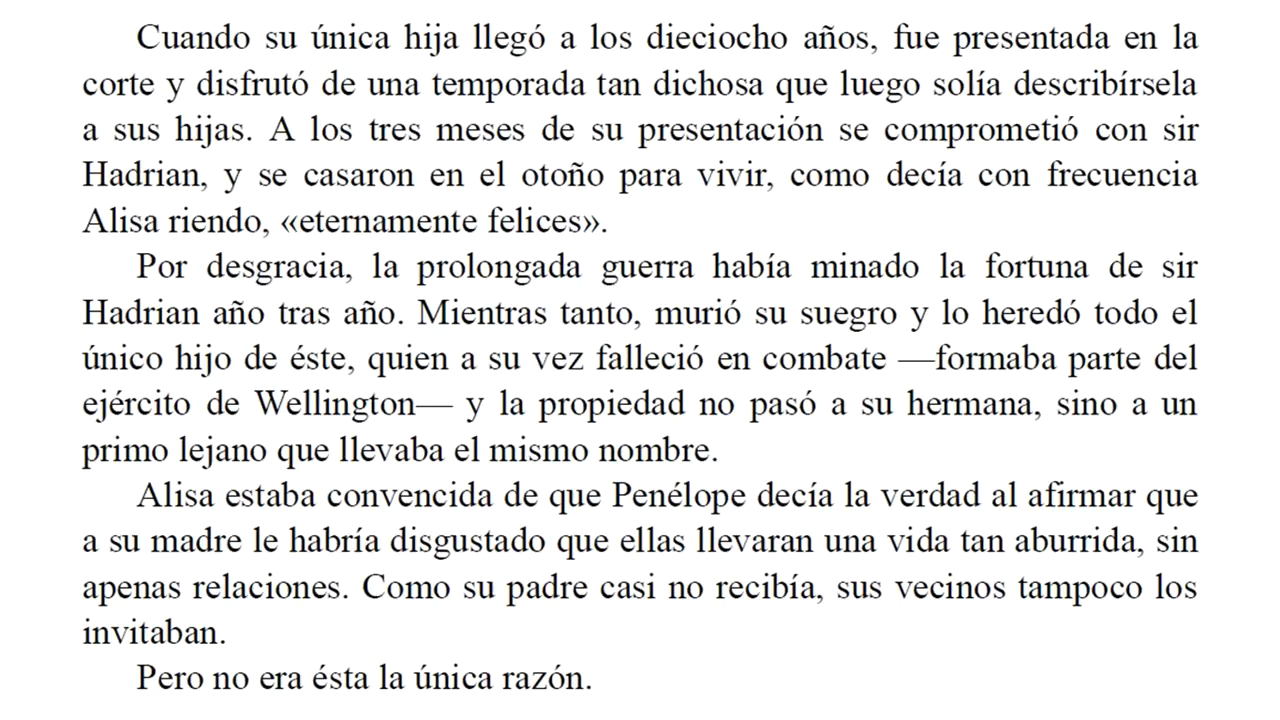 Cuando su única hija llegó a los dieciocho años, fue presentada en la
corte y disfrutó de una temporada tan dichosa que luego solía describírsela
a sus hijas. A los tres meses de su presentación se comprometió con sir
Hadrian, y se casaron en el otoño para vivir, como decía con frecuencia
Alisa riendo, «eternamente felices».
Por desgracia, la prolongada guerra había minado la fortuna de sir
Hadrian año tras año. Mientras tanto, murió su suegro y lo heredó todo el
único hijo de éste, quien a su vez falleció en combate —formaba parte del
ejército de Wellington— y la propiedad no pasó a su hermana, sino a un
primo lejano que llevaba el mismo nombre.
Alisa estaba convencida de que Penélope decía la verdad al afirmar que
a su madre le habría disgustado que ellas llevaran una vida tan aburrida, sin
apenas relaciones. Como su padre casi no recibía, sus vecinos tampoco los
invitaban.
Pero no era ésta la única razón.